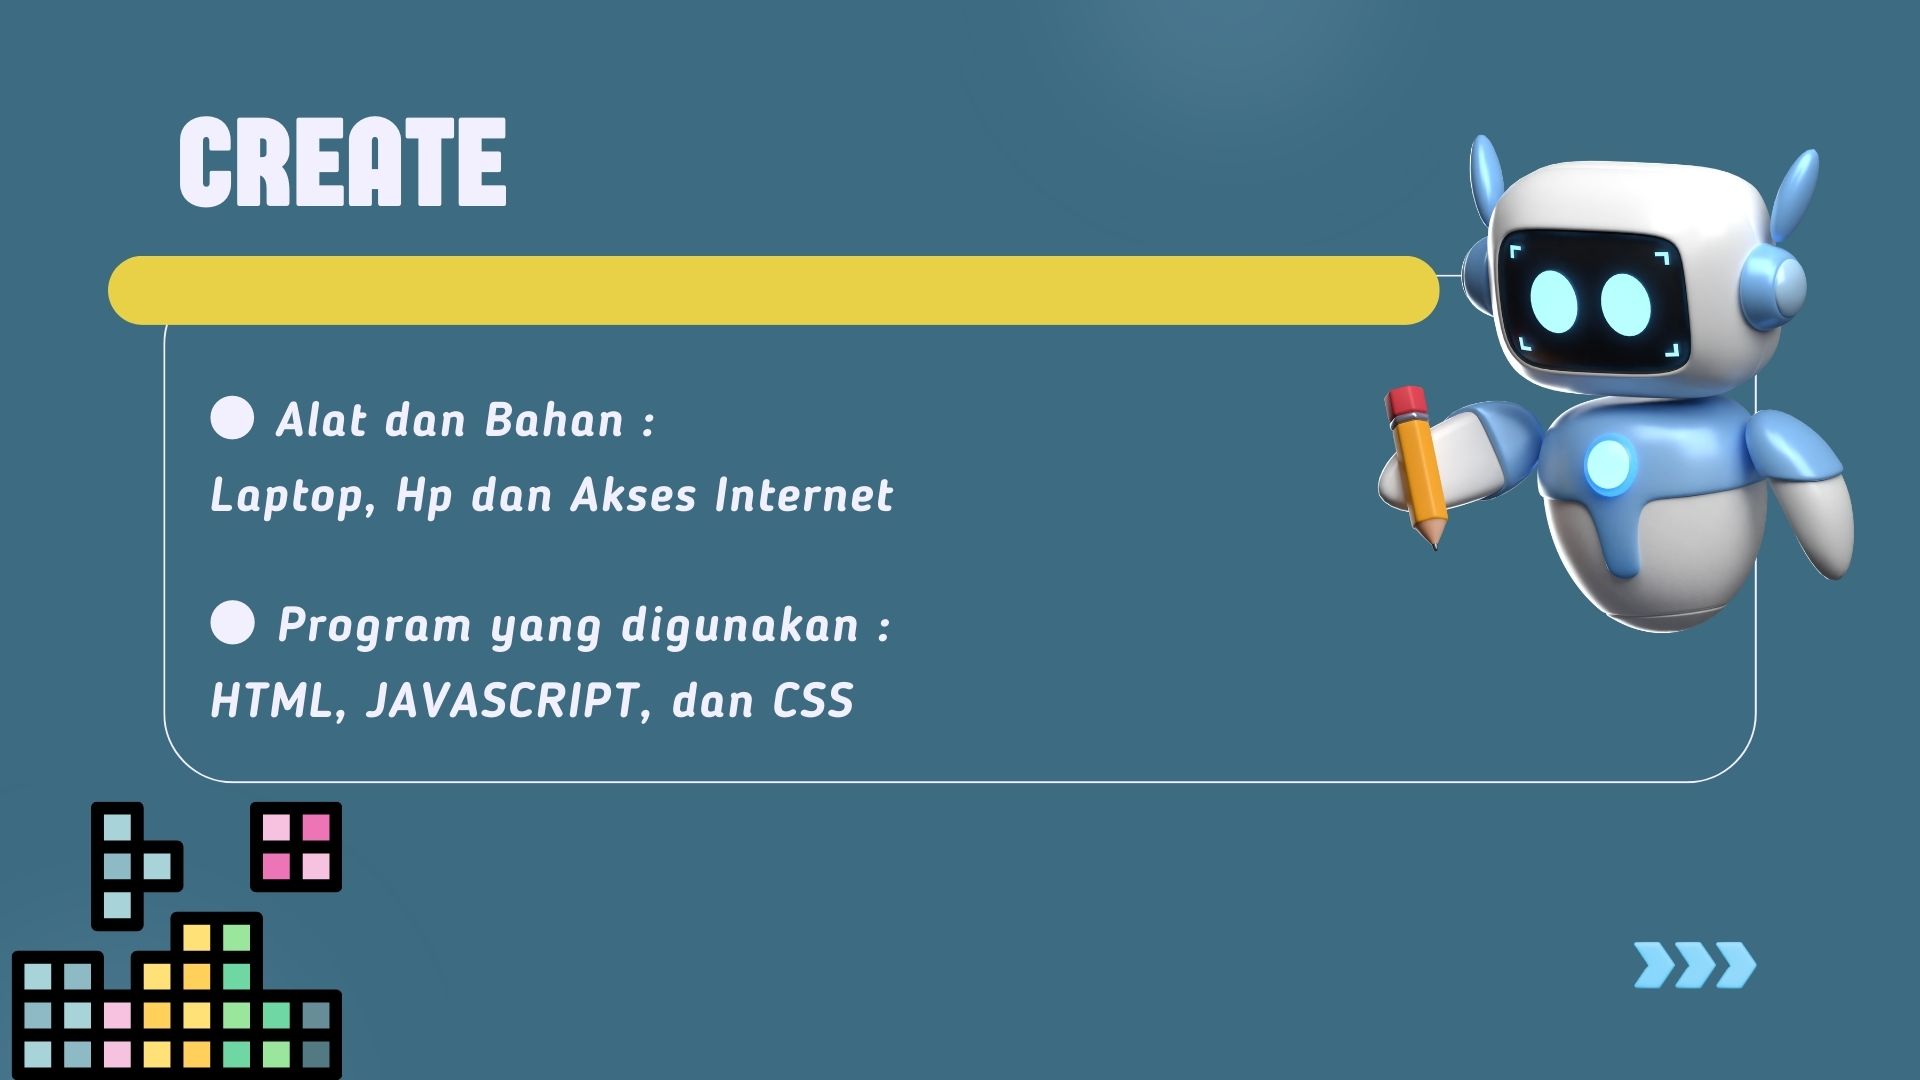 CREATE
Alat dan Bahan :
Laptop, Hp dan Akses Internet
Program yang digunakan :
HTML, JAVASCRIPT, dan CSS